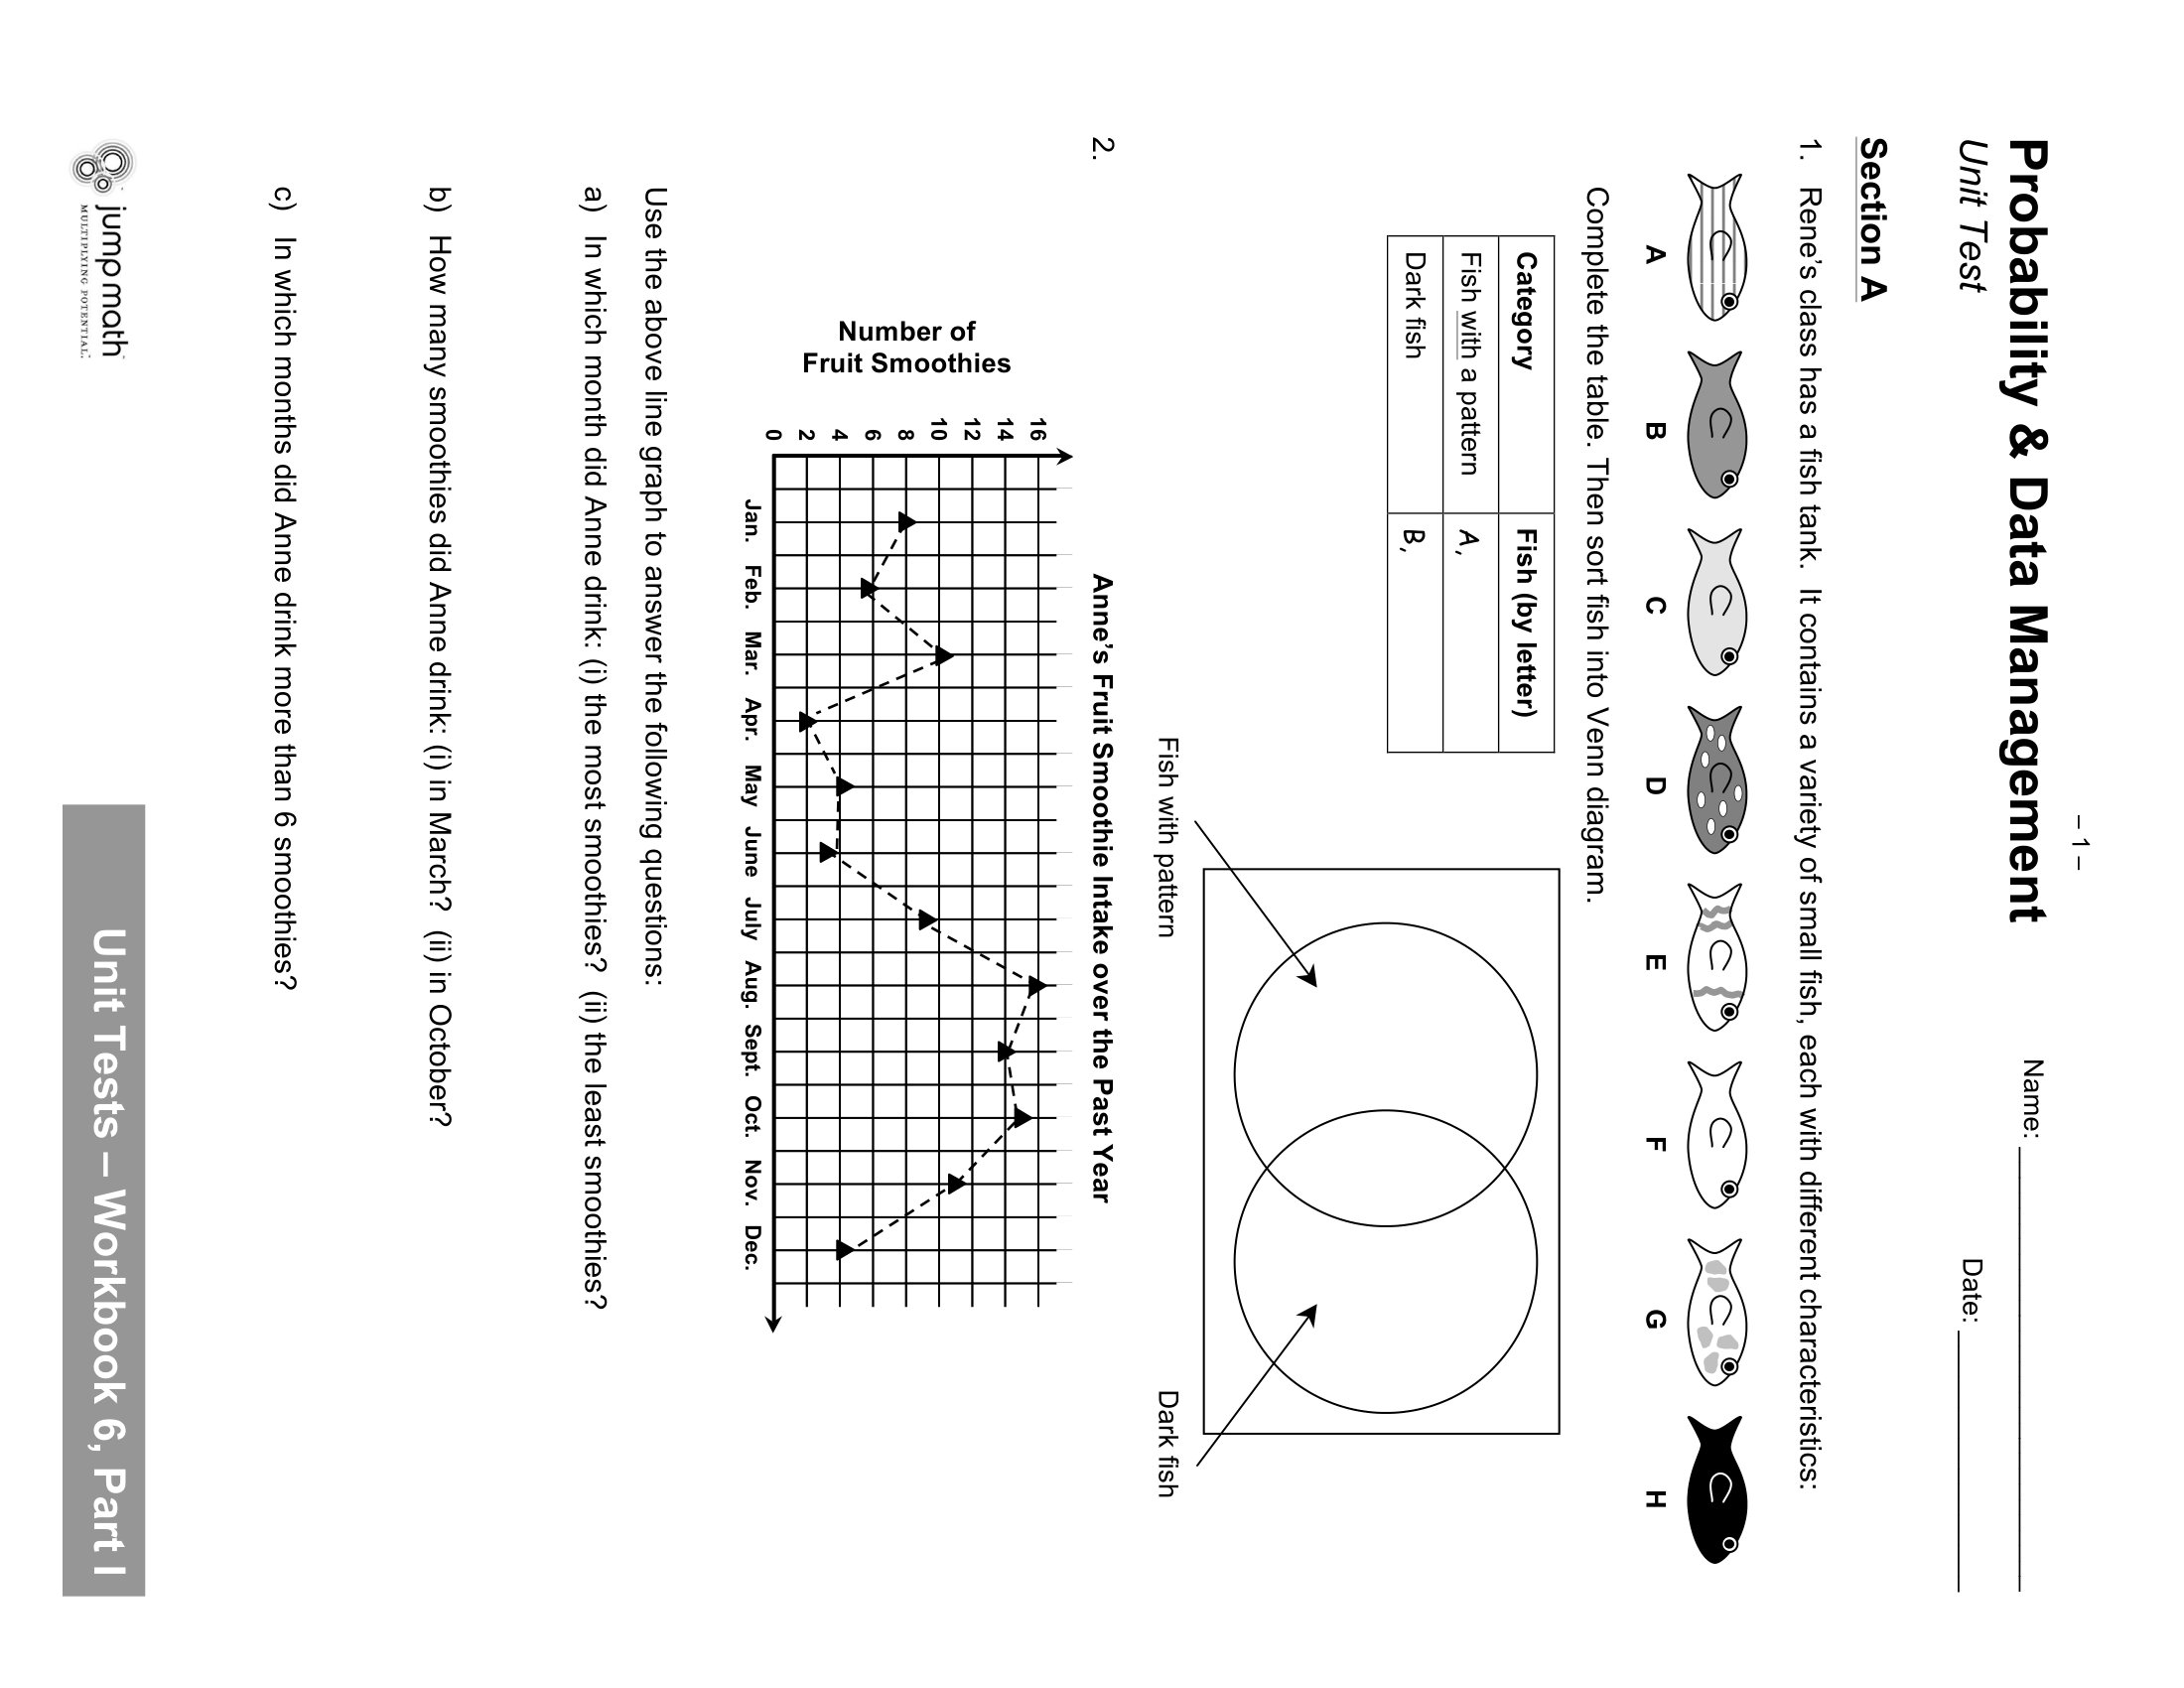 – 1 –
Probability & Data Management
Name:
Unit Test
Date:
Section A
1. Rene’s class has a fish tank. It contains a variety of small fish, each with different characteristics:
A B C D E F G H
Complete the table. Then sort fish into Venn diagram.
Category Fish (by letter)
Fish with a pattern A,
Dark fish B,
Fish with pattern Dark fish
2.
Anne’s Fruit Smoothie Intake over the Past Year
Number of
Fruit Smoothies
16
14
12
10
8
6
4
2
0
Jan. Feb. Mar. Apr. May June July Aug. Sept. Oct. Nov. Dec.
Use the above line graph to answer the following questions:
a) In which month did Anne drink: (i) the most smoothies? (ii) the least smoothies?
b) How many smoothies did Anne drink: (i) in March? (ii) in October?
c) In which months did Anne drink more than 6 smoothies?
jump math
MULTIPLYING POTENTIAL.
Unit Tests – Workbook 6, Part I